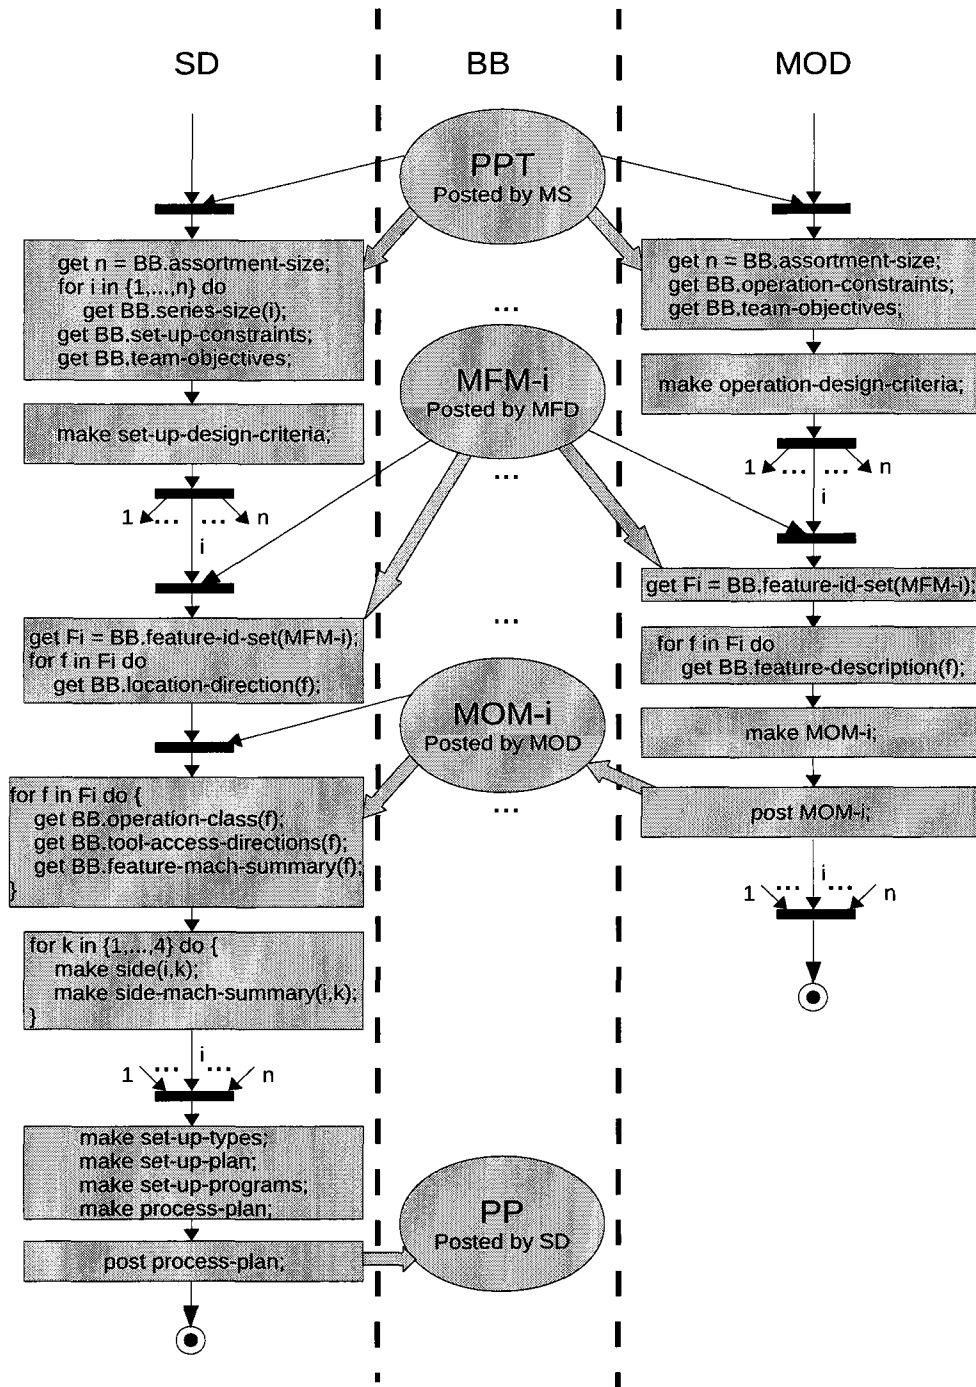 SD
BB
MOD
PPT
Posted by MS
get n = BB.assortment-size;
for i in {1,...,n} do
get BB.series-size(i);
get BB.set-up-constraints;
get BB.team-objectives;
get n = BB.assortment-size;
get BB.operation-constraints;
get BB.team-objectives;
...
MFM-i
Posted by MFD
make set-up-design-criteria;
make operation-design-criteria;
1 ... ... n
i
1 ... ... n
i
...
get Fi = BB.feature-id-set(MFM-i);
for f in Fi do
get BB.location-direction(f);
get Fi = BB.feature-id-set(MFM-i);
for f in Fi do
get BB.feature-description(f);
...
MOM-i
Posted by MOD
make MOM-i;
post MOM-i;
...
for f in Fi do {
get BB.operation-class(f);
get BB.tool-access-directions(f);
get BB.feature-mach-summary(f);
}
1 ... i ... n
for k in {1,...,4} do {
make side(i,k);
make side-mach-summary(i,k);
}
1 ... i ... n
make set-up-types;
make set-up-plan;
make set-up-programs;
make process-plan;
post process-plan;
PP
Posted by SD